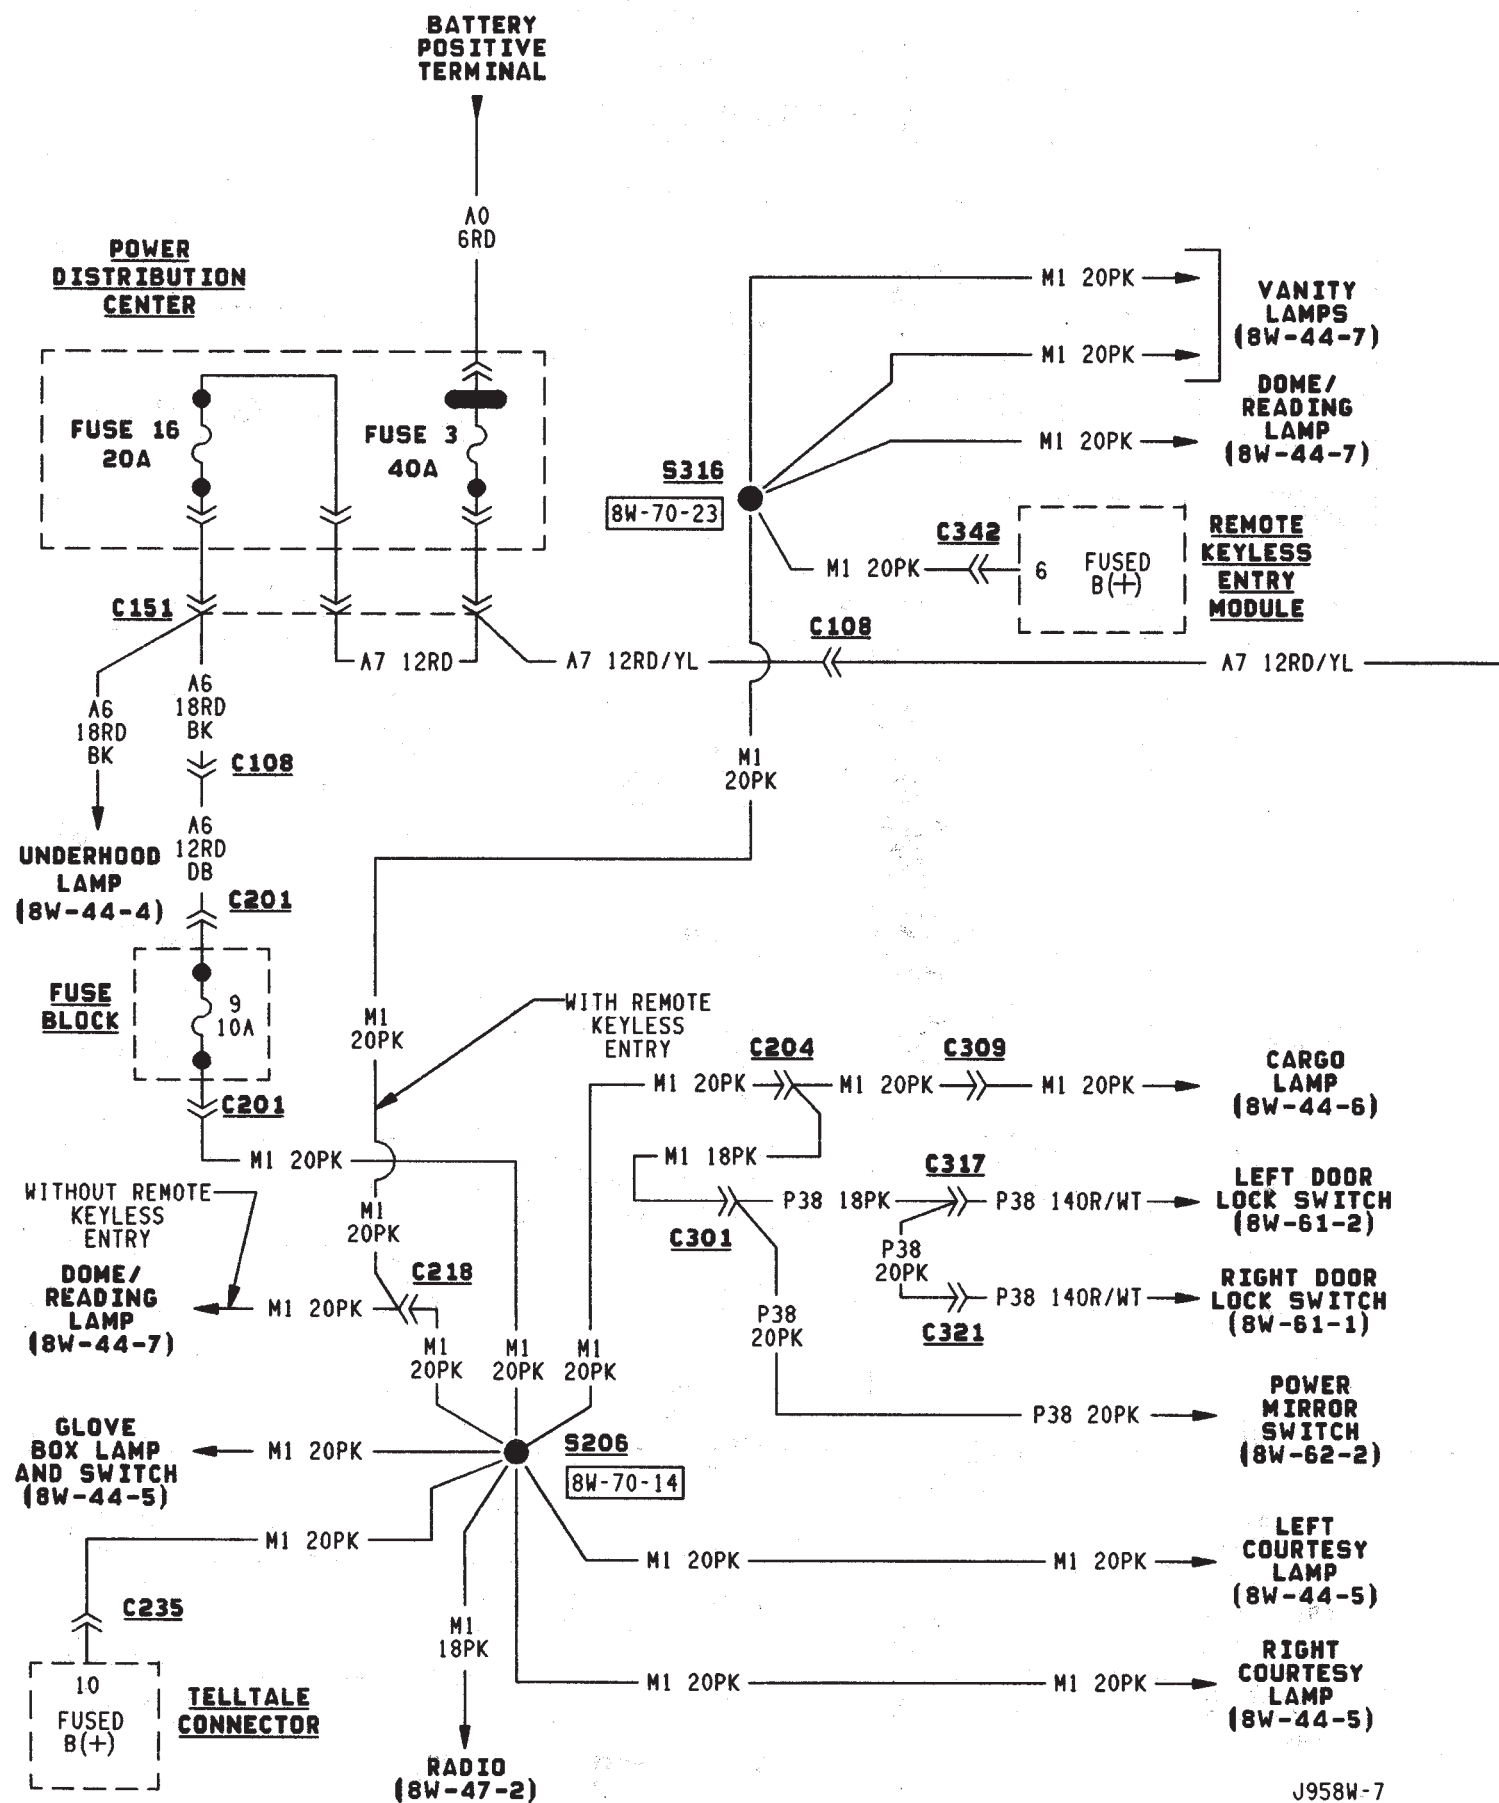 BATTERY
POSITIVE
TERMINAL
A0
6RD
POWER
DISTRIBUTION
CENTER
FUSE 16
20A
FUSE 3
40A
C151
A7 12RD
A7 12RD/YL
C108
A7 12RD/YL
M1 20PK
M1 20PK
VANITY
LAMPS
(8W-44-7)
M1 20PK
DOME/
READING
LAMP
(8W-44-7)
S316
8W-70-23
M1 20PK
C342
6
FUSED
B(+)
REMOTE
KEYLESS
ENTRY
MODULE
A6
18RD
BK
A6
18RD
BK
C108
M1
20PK
UNDERHOOD
LAMP
(8W-44-4)
A6
12RD
DB
C201
FUSE
BLOCK
9
10A
C201
M1
20PK
WITH REMOTE
KEYLESS
ENTRY
M1 20PK
C204
M1 20PK
C309
M1 20PK
CARGO
LAMP
(8W-44-6)
M1 20PK
M1 18PK
C301
P38 18PK
C317
P38 14OR/WT
LEFT DOOR
LOCK SWITCH
(8W-61-2)
P38
20PK
C321
P38 14OR/WT
RIGHT DOOR
LOCK SWITCH
(8W-61-1)
WITHOUT REMOTE
KEYLESS
ENTRY
M1
20PK
C218
DOME/
READING
LAMP
(8W-44-7)
M1 20PK
M1
20PK
M1
20PK
M1
20PK
P38
20PK
P38 20PK
POWER
MIRROR
SWITCH
(8W-62-2)
GLOVE
BOX LAMP
AND SWITCH
(8W-44-5)
M1 20PK
S206
8W-70-14
M1 20PK
M1 20PK
M1 20PK
LEFT
COURTESY
LAMP
(8W-44-5)
C235
10
FUSED
B(+)
TELLTALE
CONNECTOR
M1
18PK
RADIO
(8W-47-2)
M1 20PK
M1 20PK
RIGHT
COURTESY
LAMP
(8W-44-5)
J958W-7